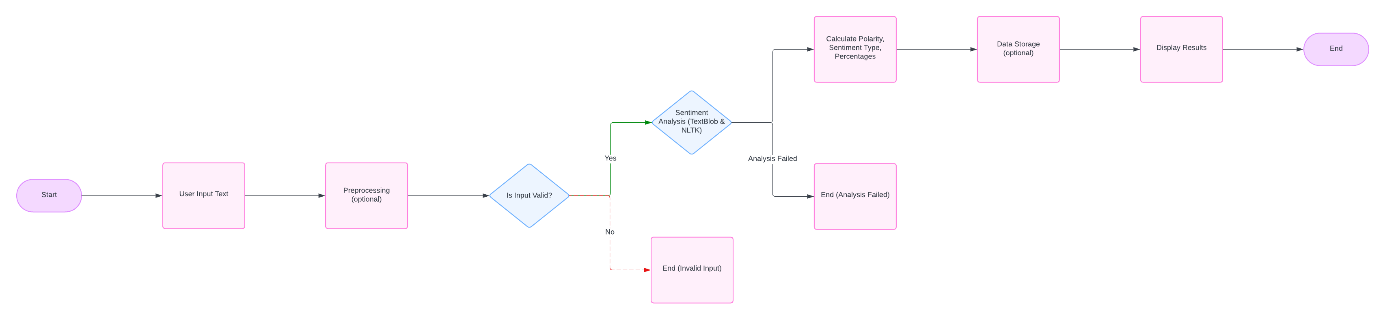 Start
User Input Text
Preprocessing
(optional)
Is Input Valid?
Yes
No
End (Invalid Input)
Sentiment
Analysis (TextBlob &
NLTK)
Analysis Failed
End (Analysis Failed)
Calculate Polarity,
Sentiment Type,
Percentages
Data Storage
(optional)
Display Results
End